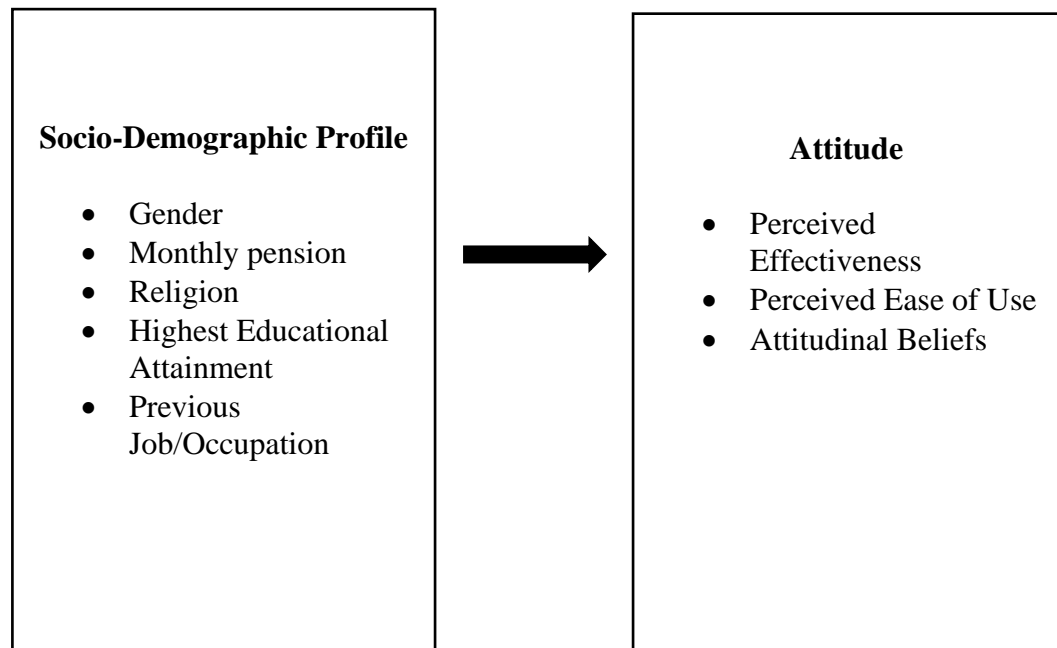 Socio-Demographic Profile
• Gender
• Monthly pension
• Religion
• Highest Educational
Attainment
• Previous
Job/Occupation
Attitude
• Perceived
Effectiveness
• Perceived Ease of Use
• Attitudinal Beliefs